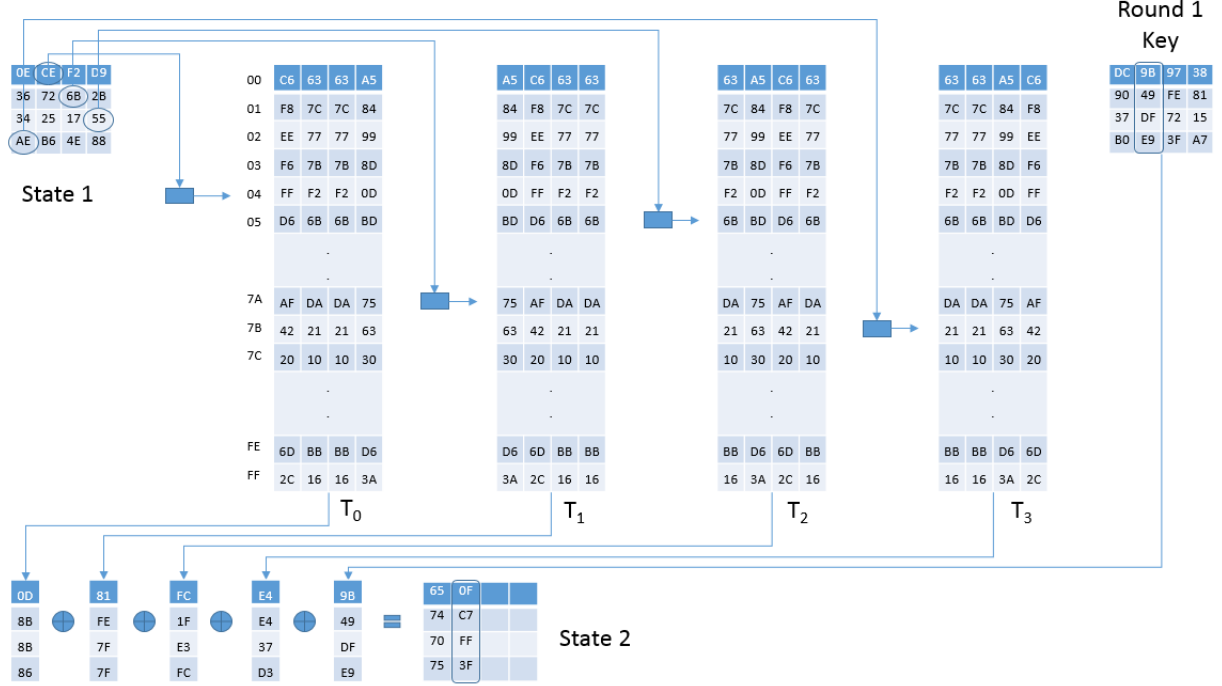 Round 1
Key
0E CE F2 D9
36 72 6B 2B
34 25 17 55
AE B6 4E 88
State 1
00 C6 63 63 A5 A5 C6 63 63 63 A5 C6 63 63 63 A5 C6
01 F8 7C 7C 84 84 F8 7C 7C 7C 84 F8 7C 7C 7C 84 F8
02 EE 77 77 99 99 EE 77 77 77 99 EE 77 77 77 99 EE
03 F6 7B 7B 8D 8D F6 7B 7B 7B 8D F6 7B 7B 7B 8D F6
04 FF F2 F2 0D 0D FF F2 F2 F2 0D FF F2 F2 F2 0D FF
05 D6 6B 6B BD BD D6 6B 6B 6B BD D6 6B 6B 6B BD D6
. . . .
. . . .
7A AF DA DA 75 75 AF DA DA DA 75 AF DA DA DA 75 AF
7B 42 21 21 63 63 42 21 21 21 63 42 21 21 21 63 42
7C 20 10 10 30 30 20 10 10 10 30 20 10 10 10 30 20
. . . .
. . . .
FE 6D BB BB D6 D6 6D BB BB BB D6 6D BB BB BB D6 6D
FF 2C 16 16 3A 3A 2C 16 16 16 3A 2C 16 16 16 3A 2C
DC 9B 97 38
90 49 FE 81
37 DF 72 15
B0 E9 3F A7
T0 T1 T2 T3
0D 81 FC E4 9B 65 0F
8B FE 1F E4 49 74 C7
8B 7F E3 37 DF 70 FF
86 7F FC D3 E9 75 3F
State 2